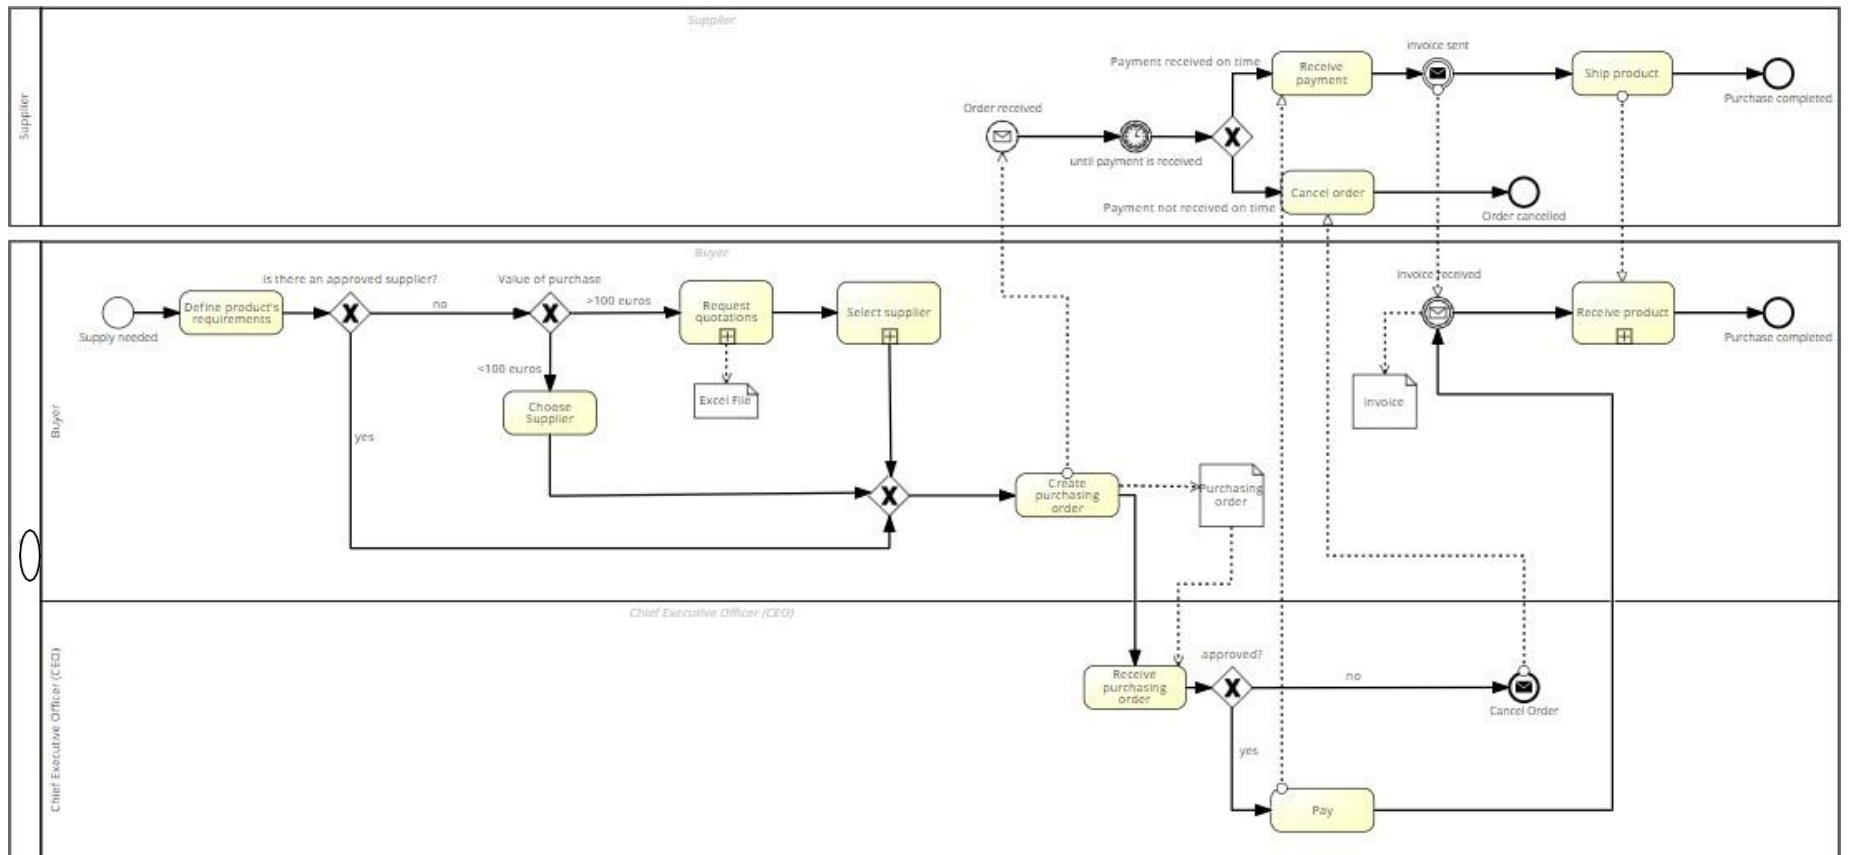 Supplier
Supplier
Invoice sent
Payment received on time
Receive
payment
Ship product
Purchase completed
Order received
until payment is received
Cancel order
Payment not received on time
Order cancelled
Buyer
Buyer
Is there an approved supplier?
Value of purchase
no
>100 euros
Supply needed
Define product's
requirements
Request
quotations
Select supplier
Invoice received
Receive product
Purchase completed
<100 euros
Choose
Supplier
Excel File
Invoice
yes
Create
purchasing
order
Purchasing
order
Chief Executive Officer (CEO)
Chief Executive Officer (CEO)
approved?
Receive
purchasing
order
no
Cancel Order
yes
Pay